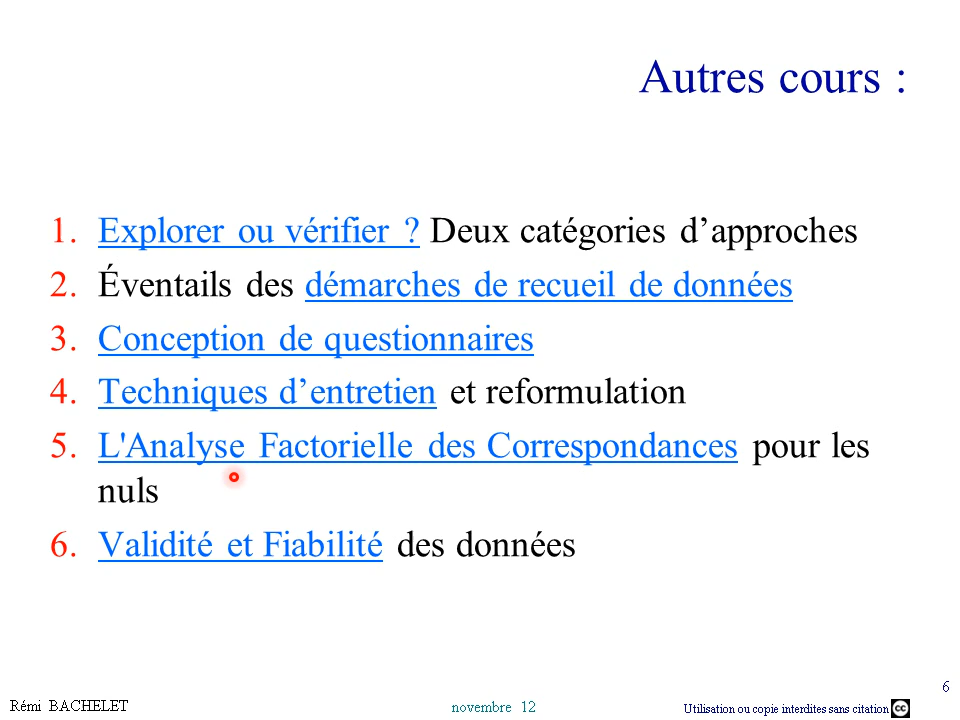 Autres cours :
1. Explorer ou vérifier ? Deux catégories d’approches
2. Éventails des démarches de recueil de données
3. Conception de questionnaires
4. Techniques d’entretien et reformulation
5. L'Analyse Factorielle des Correspondances pour les
nuls
6. Validité et Fiabilité des données
6
Rémi BACHELET
novembre 12
Utilisation ou copie interdites sans citation
cc